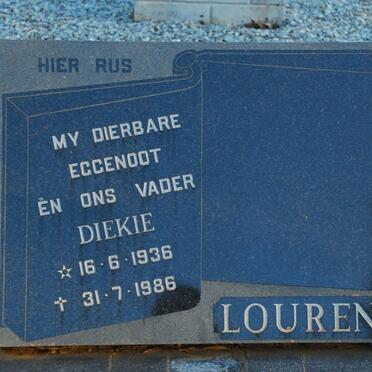 HIER RUS
MY DIERBARE
EGGENOOT
ÈN ONS VADER
DIEKIE
☆ 16·6·1936
✝ 31·7·1986
LOUREN